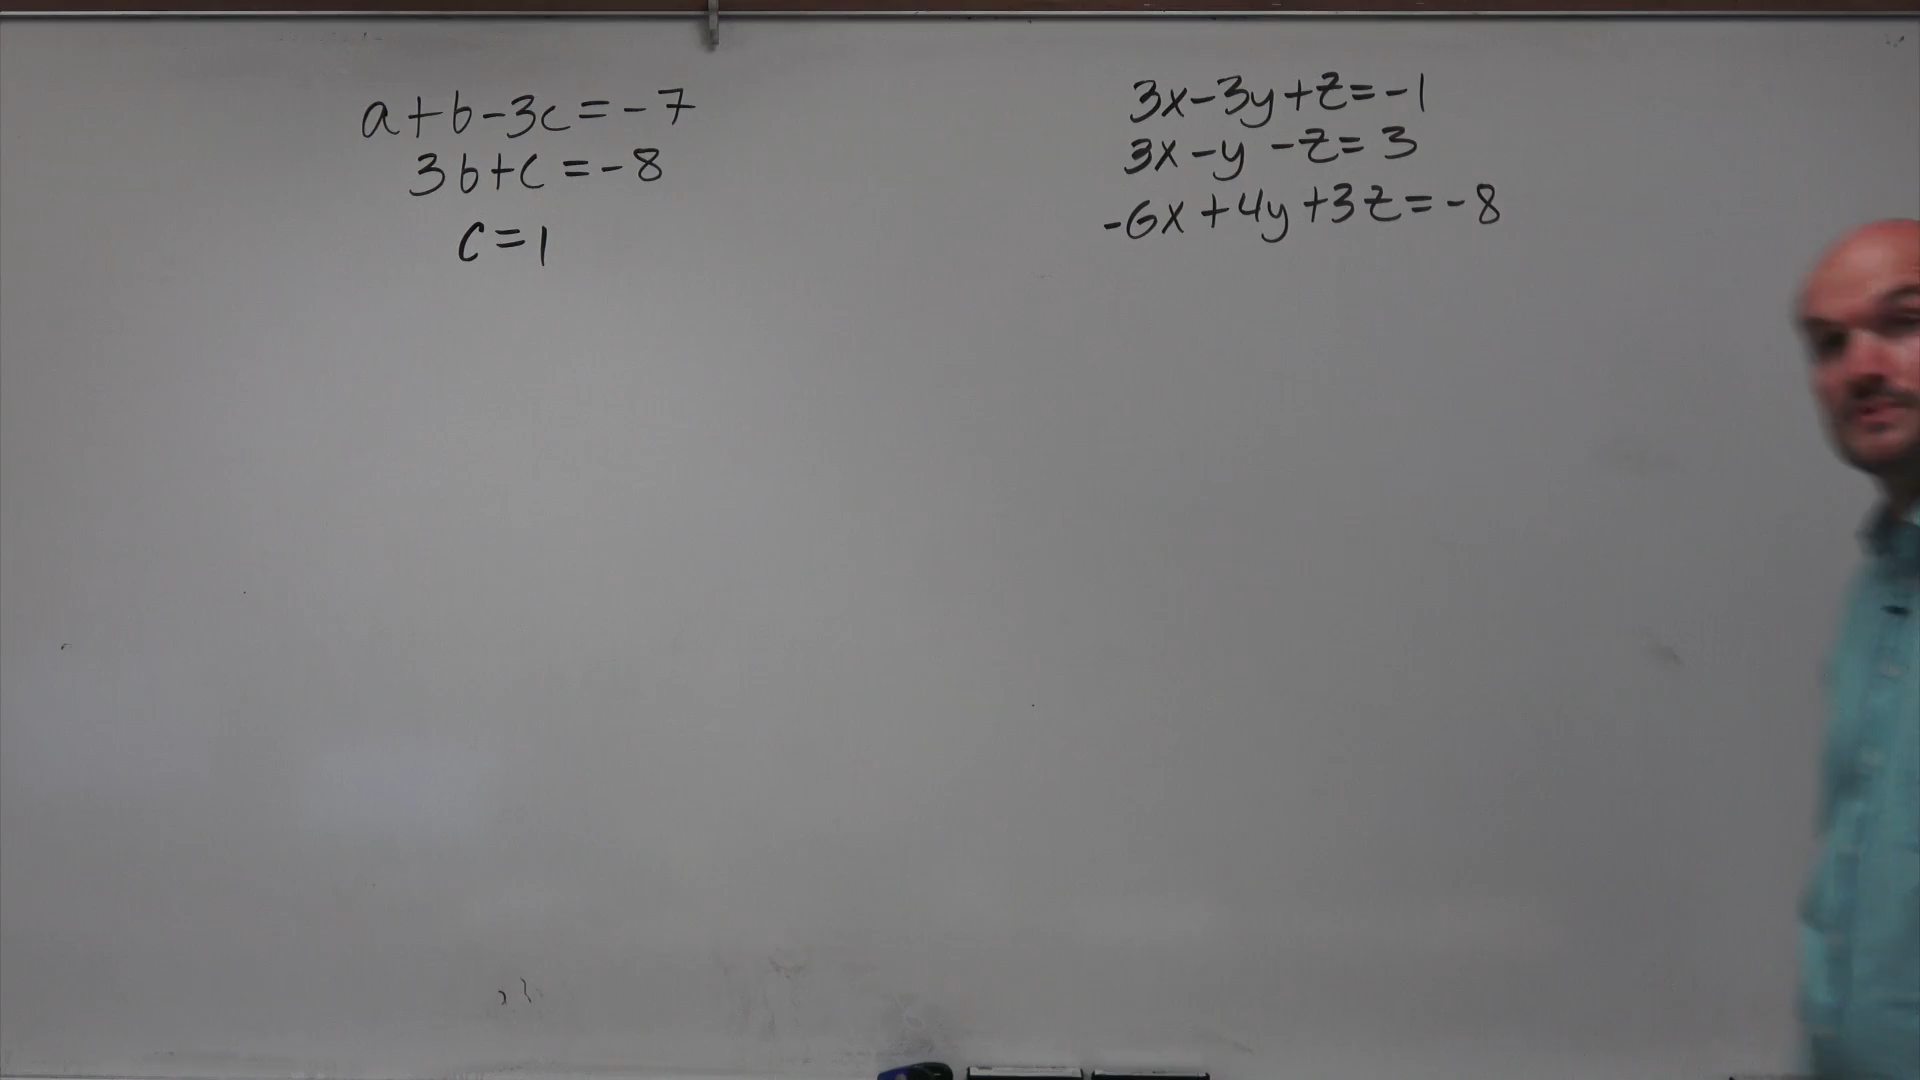 a+b-3c=-7
3b+c=-8
c=1
3x-3y+z=-1
3x-y-z=3
-6x+4y+3z=-8